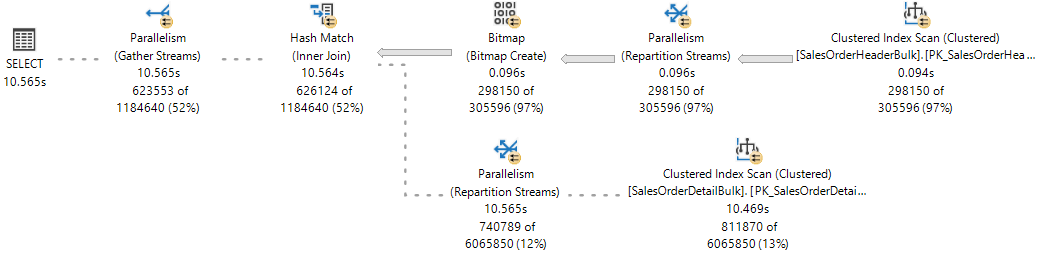 SELECT
10.565s
Parallelism
(Gather Streams)
10.565s
623553 of
1184640 (52%)
Hash Match
(Inner Join)
10.564s
626124 of
1184640 (52%)
Bitmap
(Bitmap Create)
0.096s
298150 of
305596 (97%)
Parallelism
(Repartition Streams)
0.096s
298150 of
305596 (97%)
Clustered Index Scan (Clustered)
[SalesOrderHeaderBulk].[PK_SalesOrderHea...
0.094s
298150 of
305596 (97%)
Parallelism
(Repartition Streams)
10.565s
740789 of
6065850 (12%)
Clustered Index Scan (Clustered)
[SalesOrderDetailBulk].[PK_SalesOrderDetai...
10.469s
811870 of
6065850 (13%)